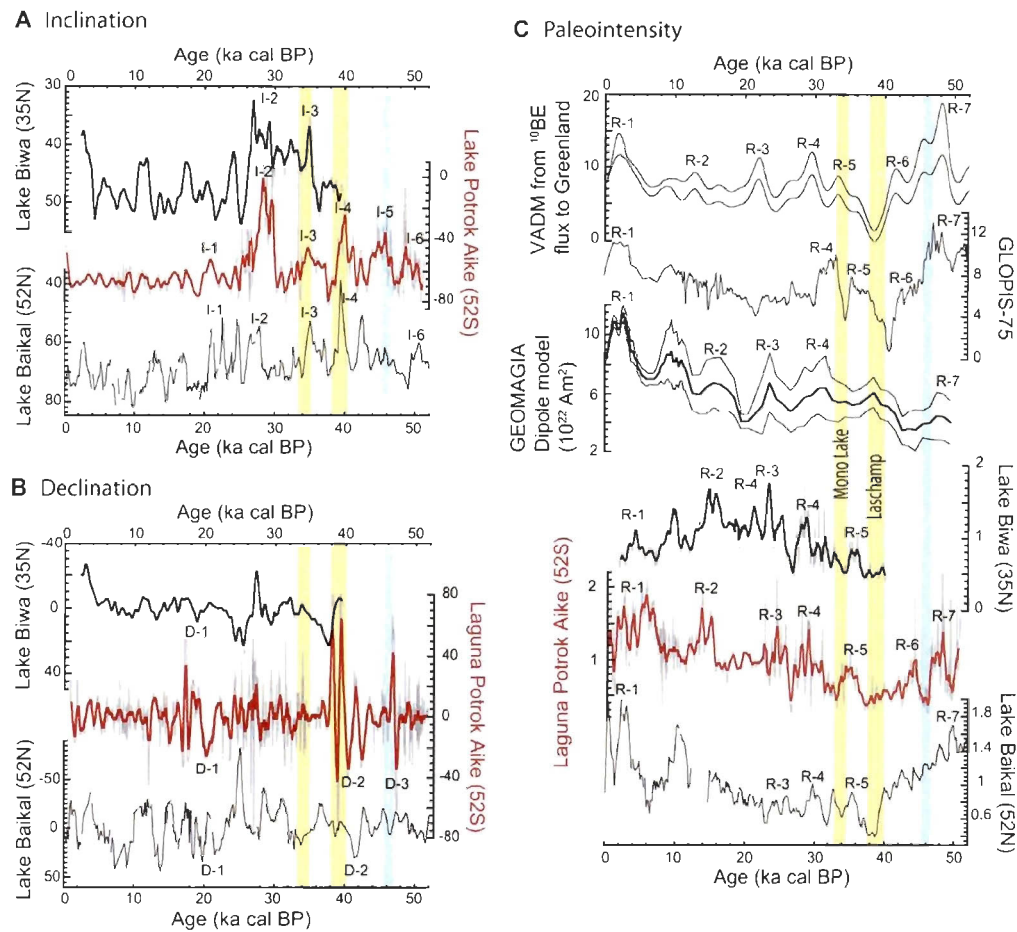 A Inclination
Age (ka cal BP)
0 10 20 30 40 50
Lake Biwa (35N)
30
40
50
I-2
I-3
Lake Potrok Aike (52S)
0
-40
-80
I-2
I-4
I-1
I-3
I-5
I-6
Lake Baikal (52N)
40
60
80
I-1
I-2
I-3
I-4
I-6
0 10 20 30 40 50
Age (ka cal BP)
B Declination
Age (ka cal BP)
0 10 20 30 40 50
Lake Biwa (35N)
-40
0
40
D-1
Laguna Potrok Aike (52S)
80
40
0
-40
-80
D-1
D-2
D-3
Lake Baikal (52N)
-50
0
50
D-1
D-2
0 10 20 30 40 50
Age (ka cal BP)
C Paleointensity
Age (ka cal BP)
0 10 20 30 40 50
VADM from 10BE
flux to Greenland
20
10
0
R-1
R-2
R-3
R-4
R-5
R-6
R-7
GLOPIS-75
12
8
4
0
R-1
R-4
R-5
R-6
R-7
GEOMAGIA
Dipole model
(10²² Am²)
10
6
2
R-1
R-2
R-3
R-4
R-7
Mono Lake
Laschamp
Lake Biwa (35N)
2
1
0
R-1
R-2
R-4
R-3
R-4
R-5
Laguna Potrok Aike (52S)
2
1
R-1
R-2
R-3
R-4
R-5
R-6
R-7
Lake Baikal (52N)
1.8
1.4
1
0.6
R-1
R-3
R-4
R-5
R-7
0 10 20 30 40 50
Age (ka cal BP)